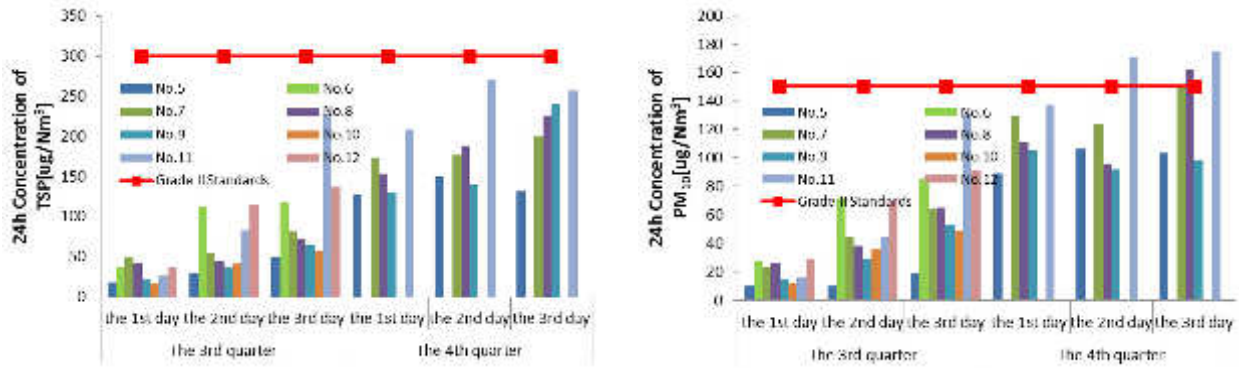 24h Concentration of
TSP[ug/Nm³]
350
300
250
200
150
100
50
0
No.5
No.6
No.7
No.8
No.9
No.10
No.11
No.12
Grade II Standards
the 1st day
the 2nd day
the 3rd day
the 1st day
the 2nd day
the 3rd day
The 3rd quarter
The 4th quarter
24h Concentration of
PM₁₀[ug/Nm³]
200
180
160
140
120
100
80
60
40
20
0
No.5
No.6
No.7
No.8
No.9
No.10
No.11
No.12
Grade II Standards
the 1st day
the 2nd day
the 3rd day
the 1st day
the 2nd day
the 3rd day
The 3rd quarter
The 4th quarter